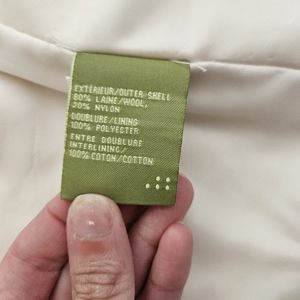 EXTÉRIEUR/OUTER SHELL
80% LAINE/WOOL,
20% NYLON
DOUBLURE/LINING
100% POLYESTER
ENTRE DOUBLURE
INTERLINING/
100% COTON/COTTON